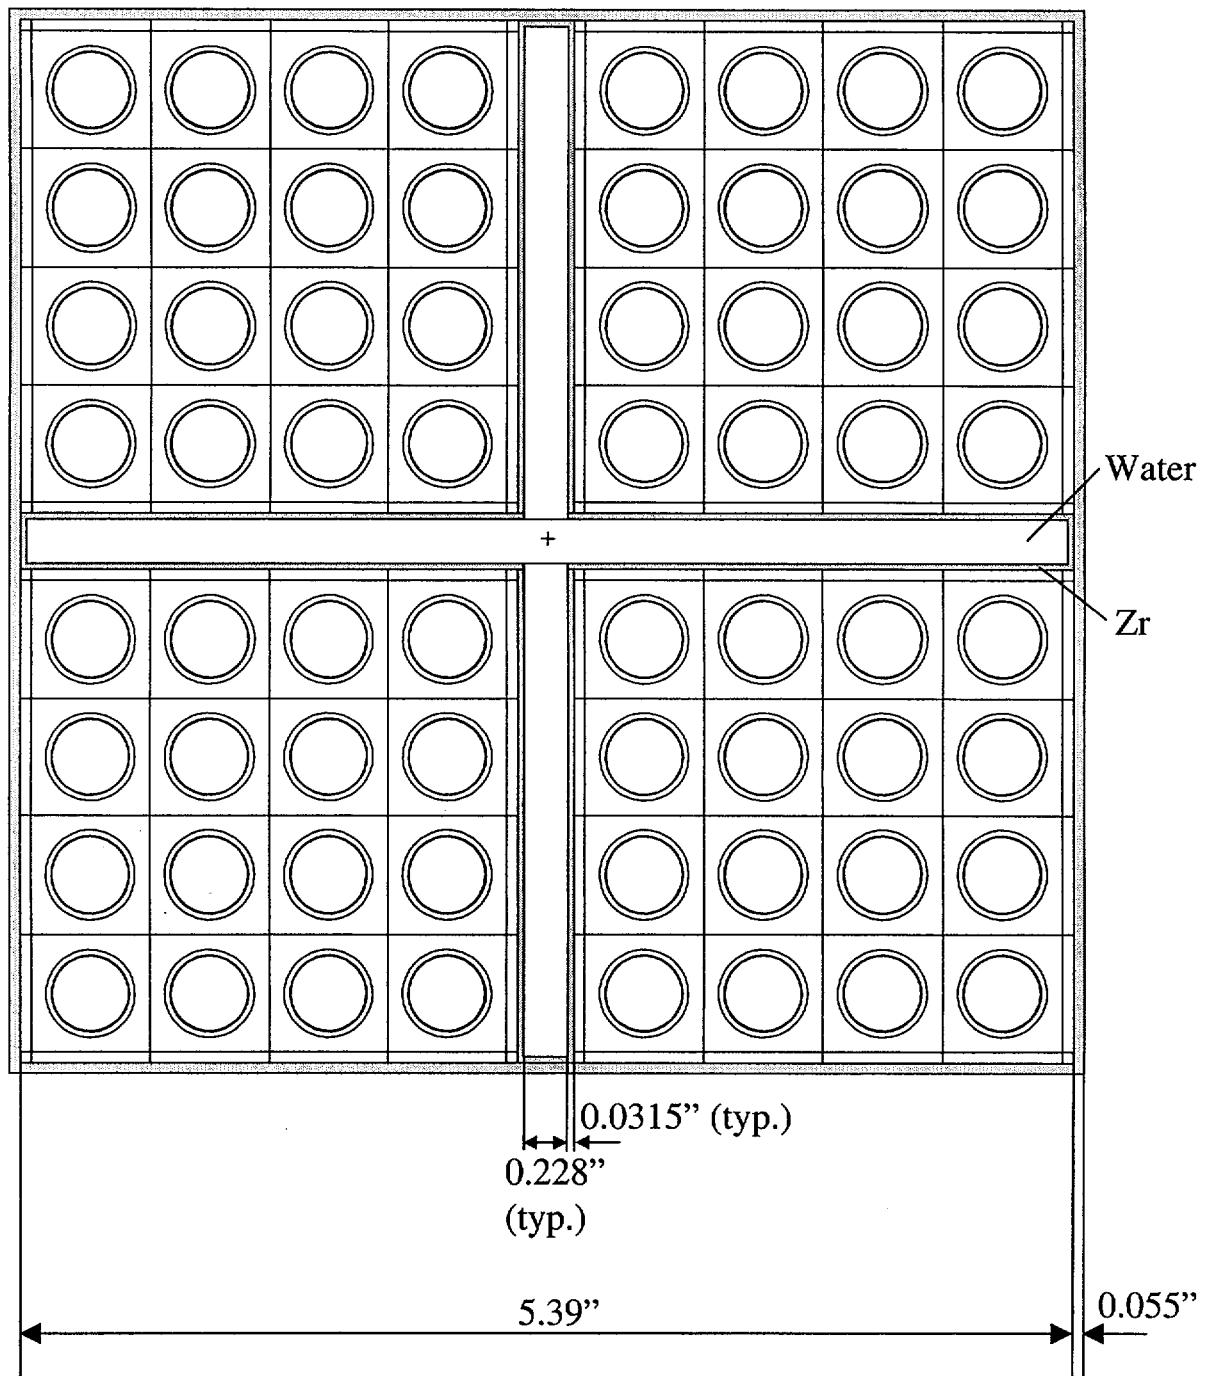 Water
+
Zr
0.0315” (typ.)
0.228”
(typ.)
5.39”
0.055”